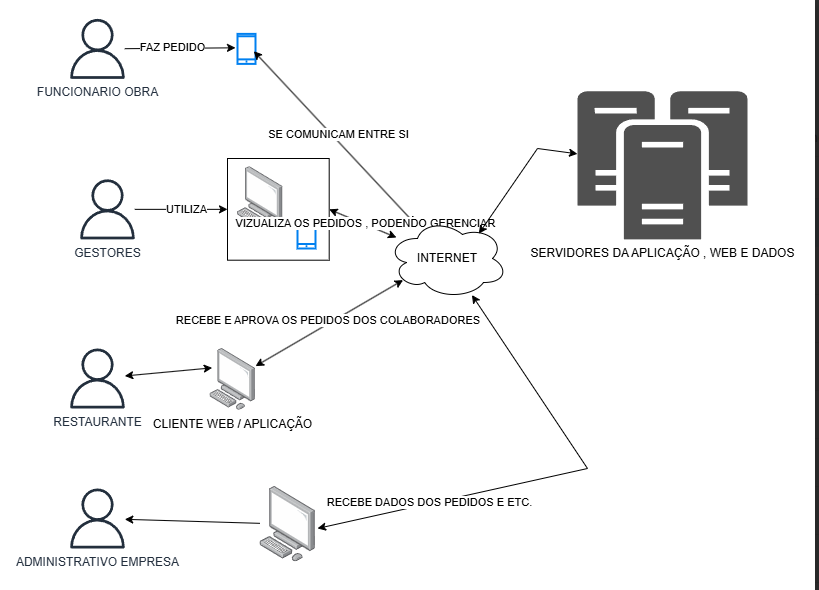 FAZ PEDIDO
FUNCIONARIO OBRA
SE COMUNICAM ENTRE SI
UTILIZA
VIZUALIZA OS PEDIDOS , PODENDO GERENCIAR
GESTORES
INTERNET
SERVIDORES DA APLICAÇÃO , WEB E DADOS
RECEBE E APROVA OS PEDIDOS DOS COLABORADORES
RESTAURANTE
CLIENTE WEB / APLICAÇÃO
RECEBE DADOS DOS PEDIDOS E ETC.
ADMINISTRATIVO EMPRESA